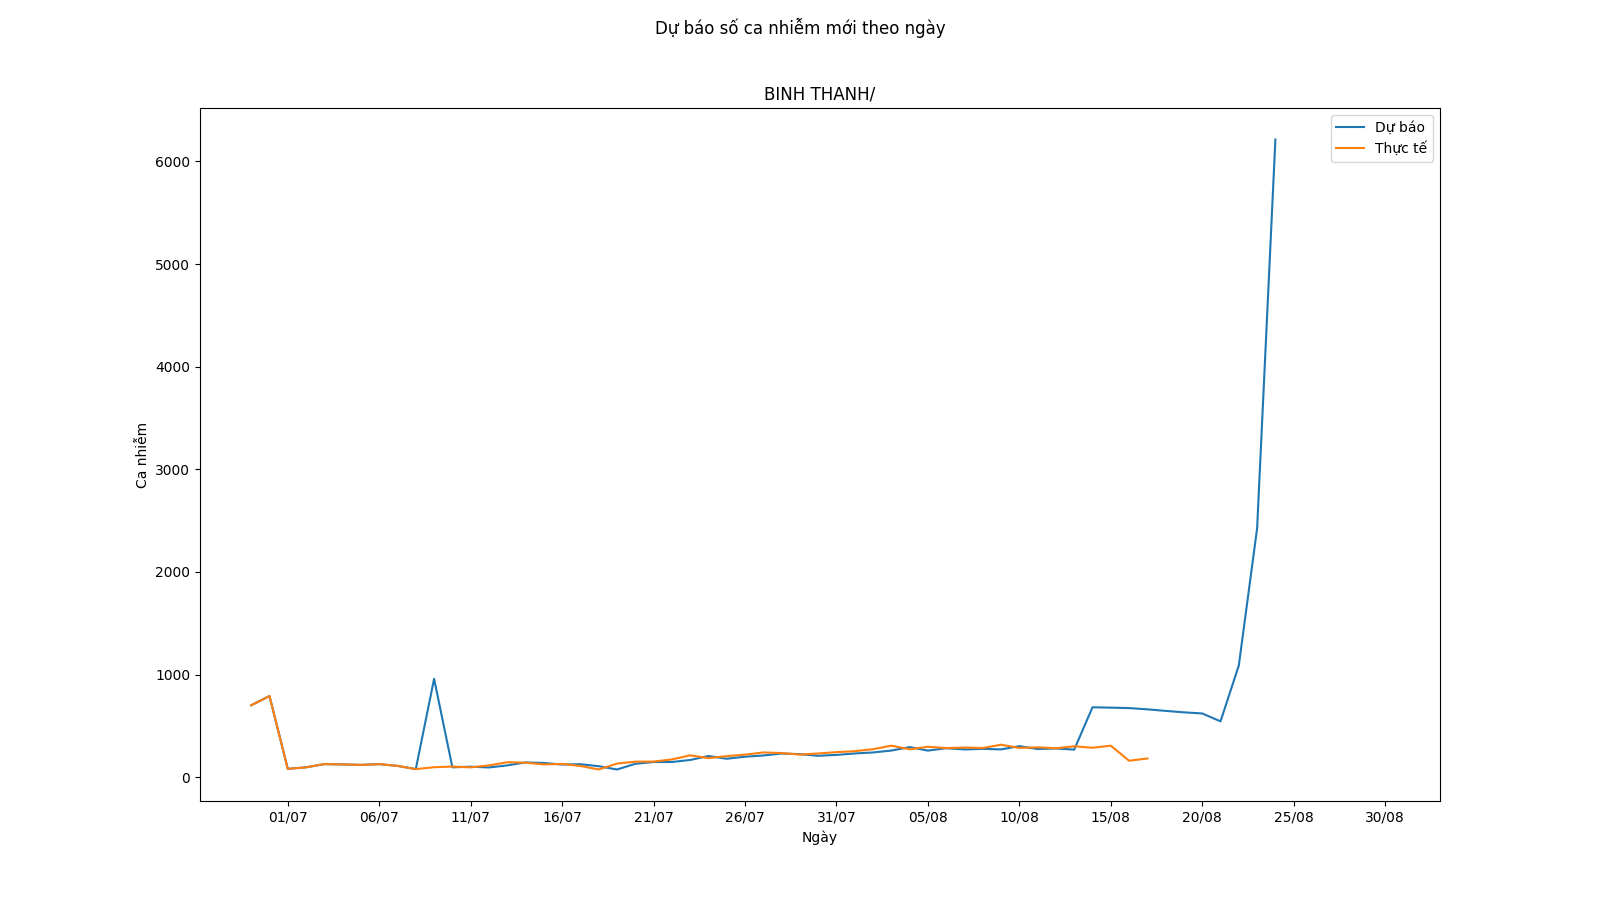 Dự báo số ca nhiễm mới theo ngày
BINH THANH/
Dự báo
Thực tế
6000
5000
4000
3000
2000
1000
0
Ca nhiễm
01/07 06/07 11/07 16/07 21/07 26/07 31/07 05/08 10/08 15/08 20/08 25/08 30/08
Ngày